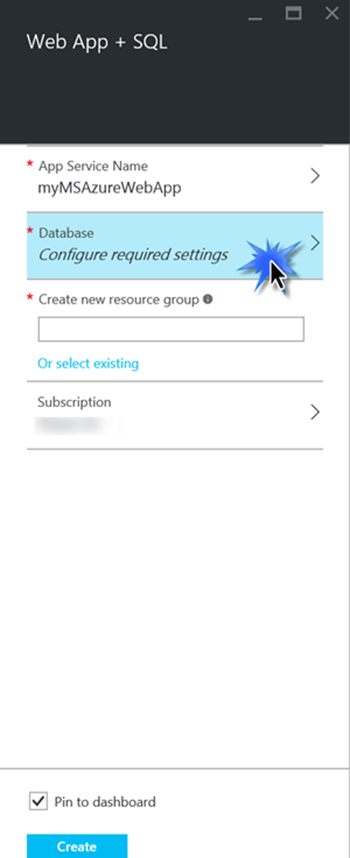 Web App + SQL
* App Service Name
myMSAzureWebApp
* Database
Configure required settings
* Create new resource group
Or select existing
Subscription
Pin to dashboard
Create